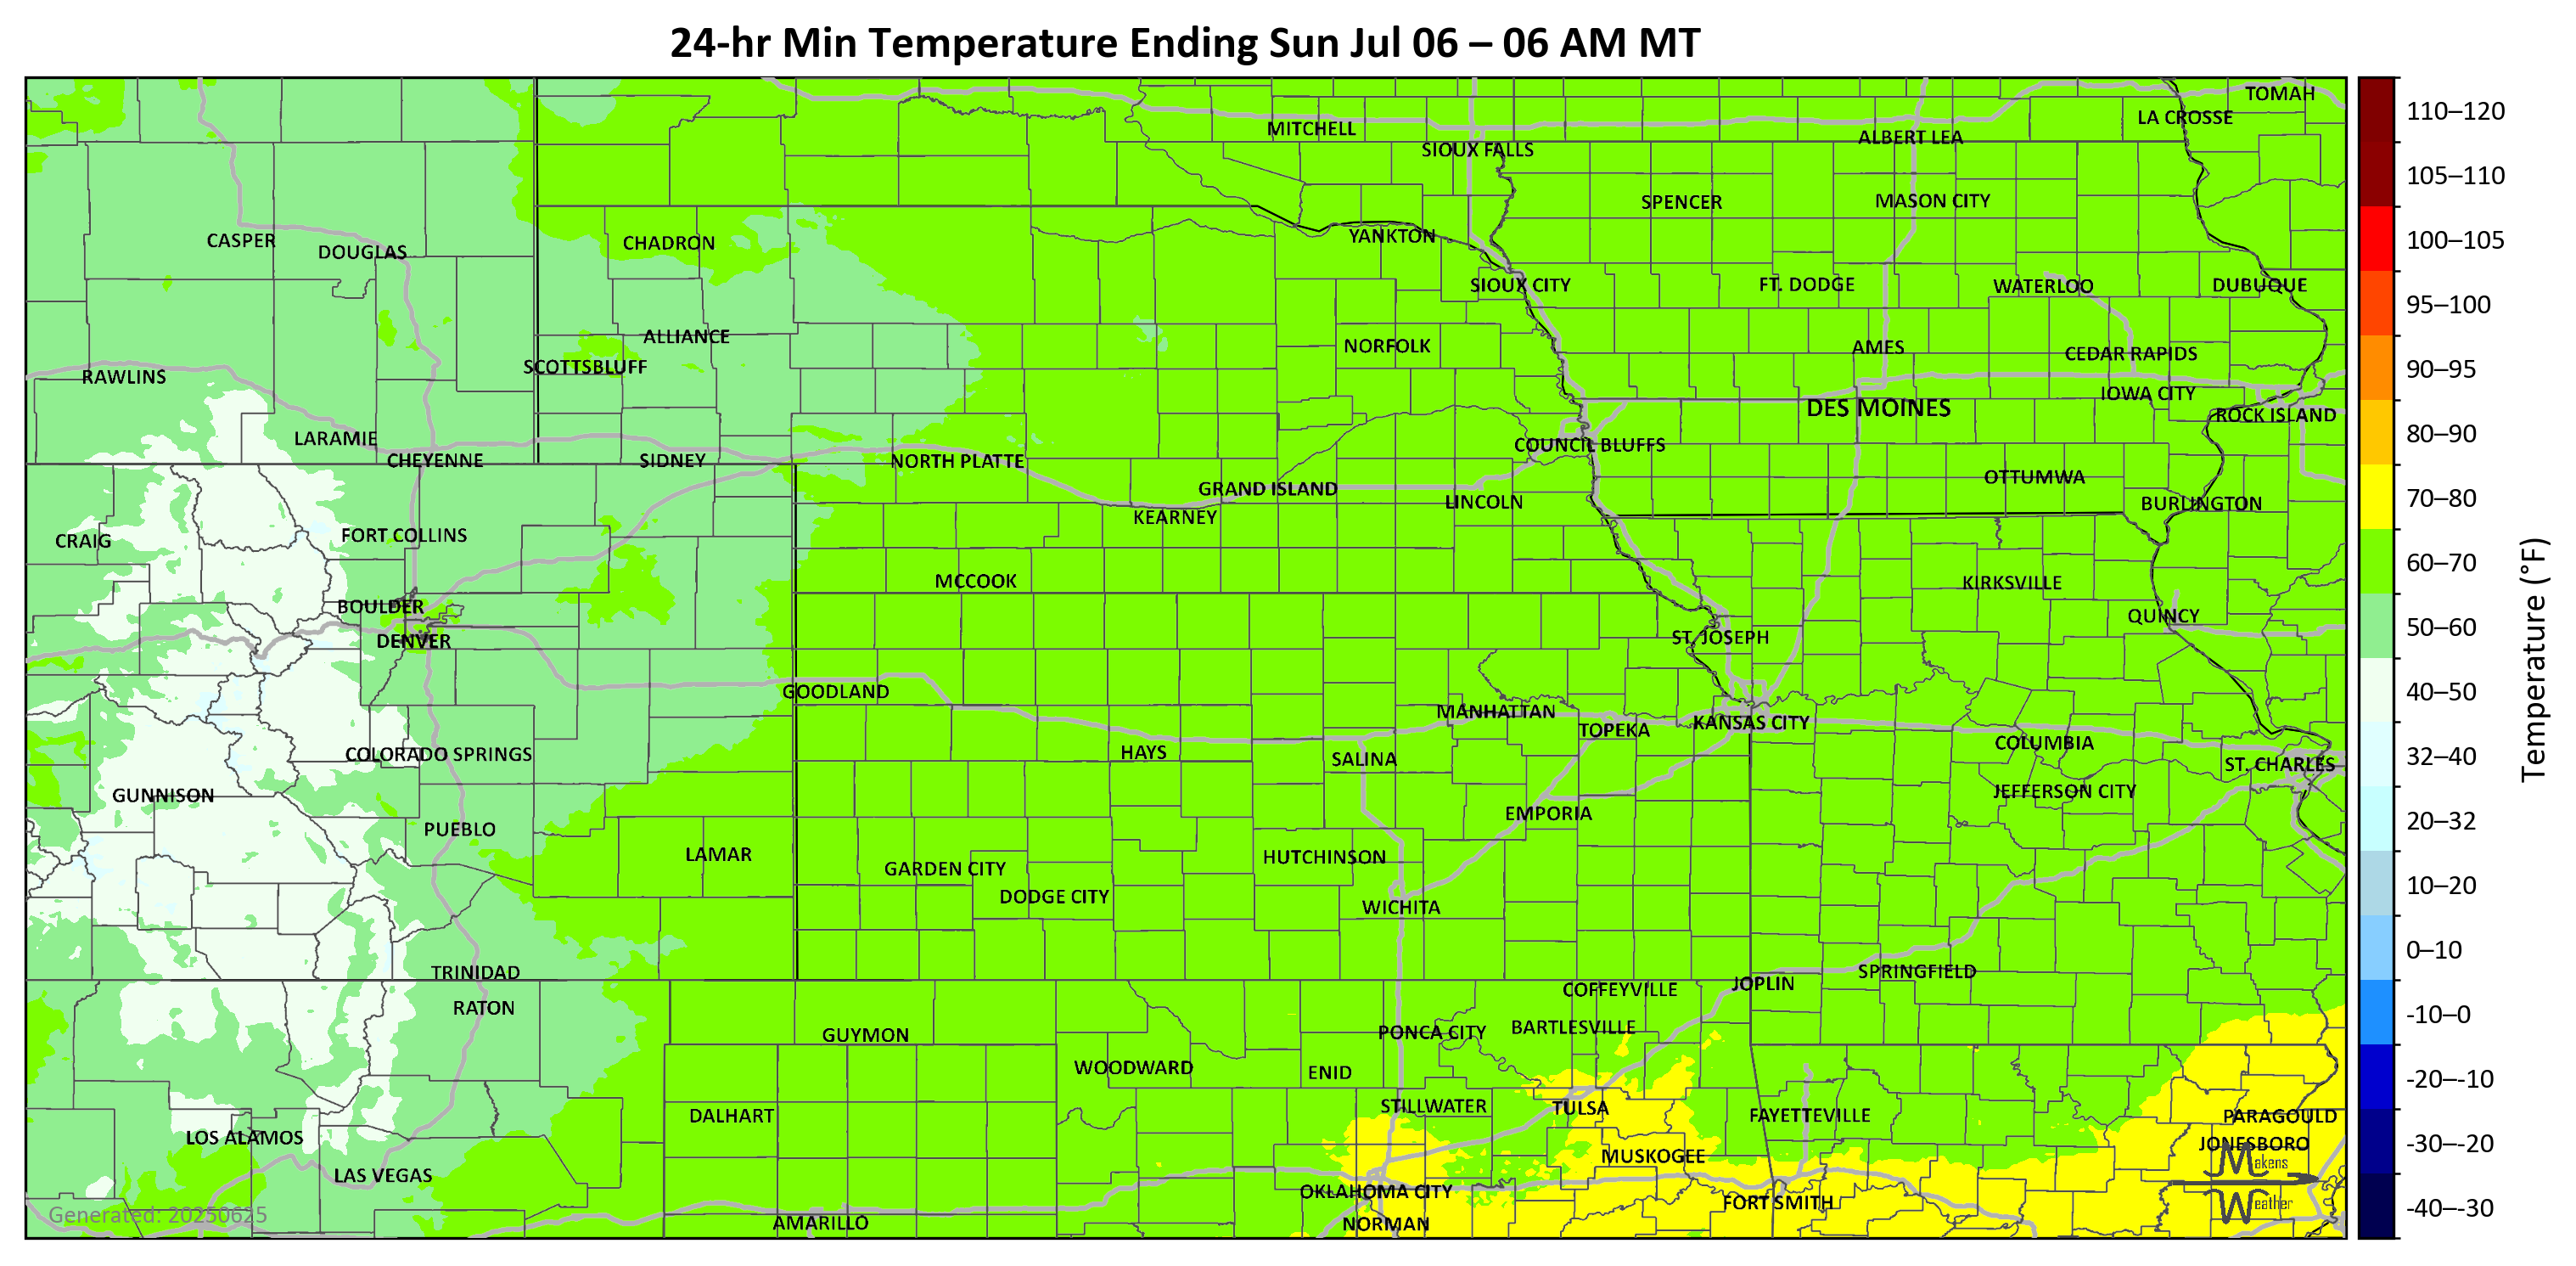 24-hr Min Temperature Ending Sun Jul 06 – 06 AM MT
TOMAH
LA CROSSE
MITCHELL
ALBERT LEA
SIOUX FALLS
SPENCER
MASON CITY
CASPER
DOUGLAS
CHADRON
YANKTON
SIOUX CITY
FT. DODGE
WATERLOO
DUBUQUE
ALLIANCE
SCOTTSBLUFF
NORFOLK
AMES
CEDAR RAPIDS
RAWLINS
IOWA CITY
DES MOINES
ROCK ISLAND
LARAMIE
CHEYENNE
SIDNEY
NORTH PLATTE
COUNCIL BLUFFS
GRAND ISLAND
LINCOLN
OTTUMWA
BURLINGTON
KEARNEY
CRAIG
FORT COLLINS
MCCOOK
KIRKSVILLE
BOULDER
QUINCY
DENVER
ST. JOSEPH
GOODLAND
MANHATTAN
TOPEKA
KANSAS CITY
COLORADO SPRINGS
HAYS
SALINA
COLUMBIA
ST. CHARLES
GUNNISON
JEFFERSON CITY
EMPORIA
PUEBLO
LAMAR
HUTCHINSON
GARDEN CITY
DODGE CITY
WICHITA
TRINIDAD
SPRINGFIELD
RATON
COFFEYVILLE
JOPLIN
GUYMON
PONCA CITY
BARTLESVILLE
WOODWARD
ENID
DALHART
STILLWATER
TULSA
FAYETTEVILLE
PARAGOULD
LOS ALAMOS
JONESBORO
LAS VEGAS
MUSKOGEE
OKLAHOMA CITY
FORT SMITH
AMARILLO
NORMAN
Makens
Weather
Generated: 20250625
110–120
105–110
100–105
95–100
90–95
80–90
70–80
60–70
50–60
40–50
32–40
20–32
10–20
0–10
-10–0
-20–-10
-30–-20
-40–-30
Temperature (°F)